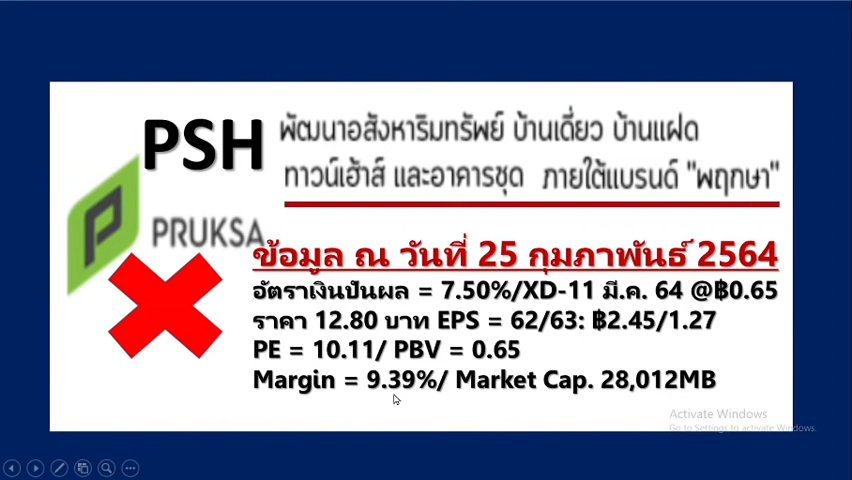 PSH
พัฒนาอสังหาริมทรัพย์ บ้านเดี่ยว บ้านแฝด
ทาวน์เฮ้าส์ และอาคารชุด ภายใต้แบรนด์ "พฤกษา"
PRUKSA
ข้อมูล ณ วันที่ 25 กุมภาพันธ์ 2564
อัตราเงินปันผล = 7.50%/XD-11 มี.ค. 64 @฿0.65
ราคา 12.80 บาท EPS = 62/63: ฿2.45/1.27
PE = 10.11/ PBV = 0.65
Margin = 9.39%/ Market Cap. 28,012MB
Activate Windows
Go to Settings to activate Windows.